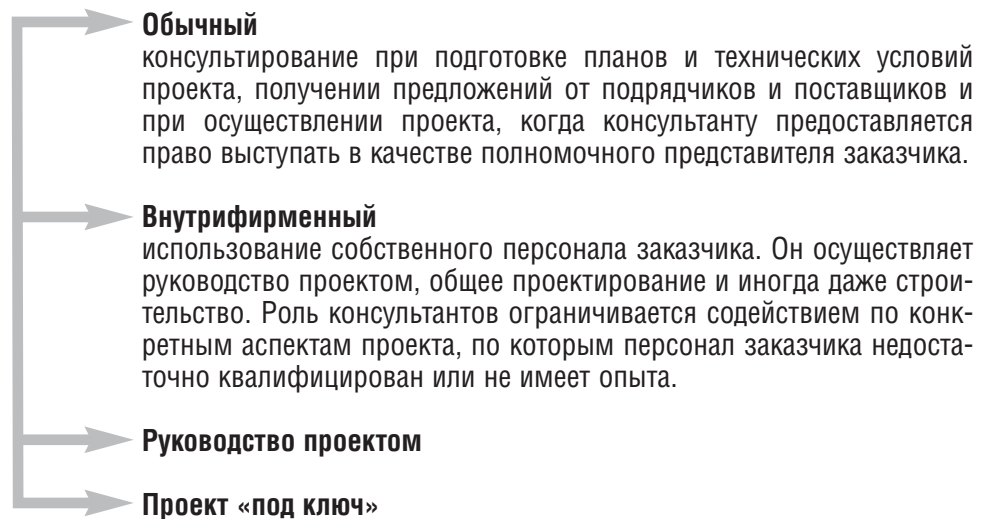 Обычный
консультирование при подготовке планов и технических условий
проекта, получении предложений от подрядчиков и поставщиков и
при осуществлении проекта, когда консультанту предоставляется
право выступать в качестве полномочного представителя заказчика.
Внутрифирменный
использование собственного персонала заказчика. Он осуществляет
руководство проектом, общее проектирование и иногда даже строи-
тельство. Роль консультантов ограничивается содействием по конк-
ретным аспектам проекта, по которым персонал заказчика недоста-
точно квалифицирован или не имеет опыта.
Руководство проектом
Проект «под ключ»